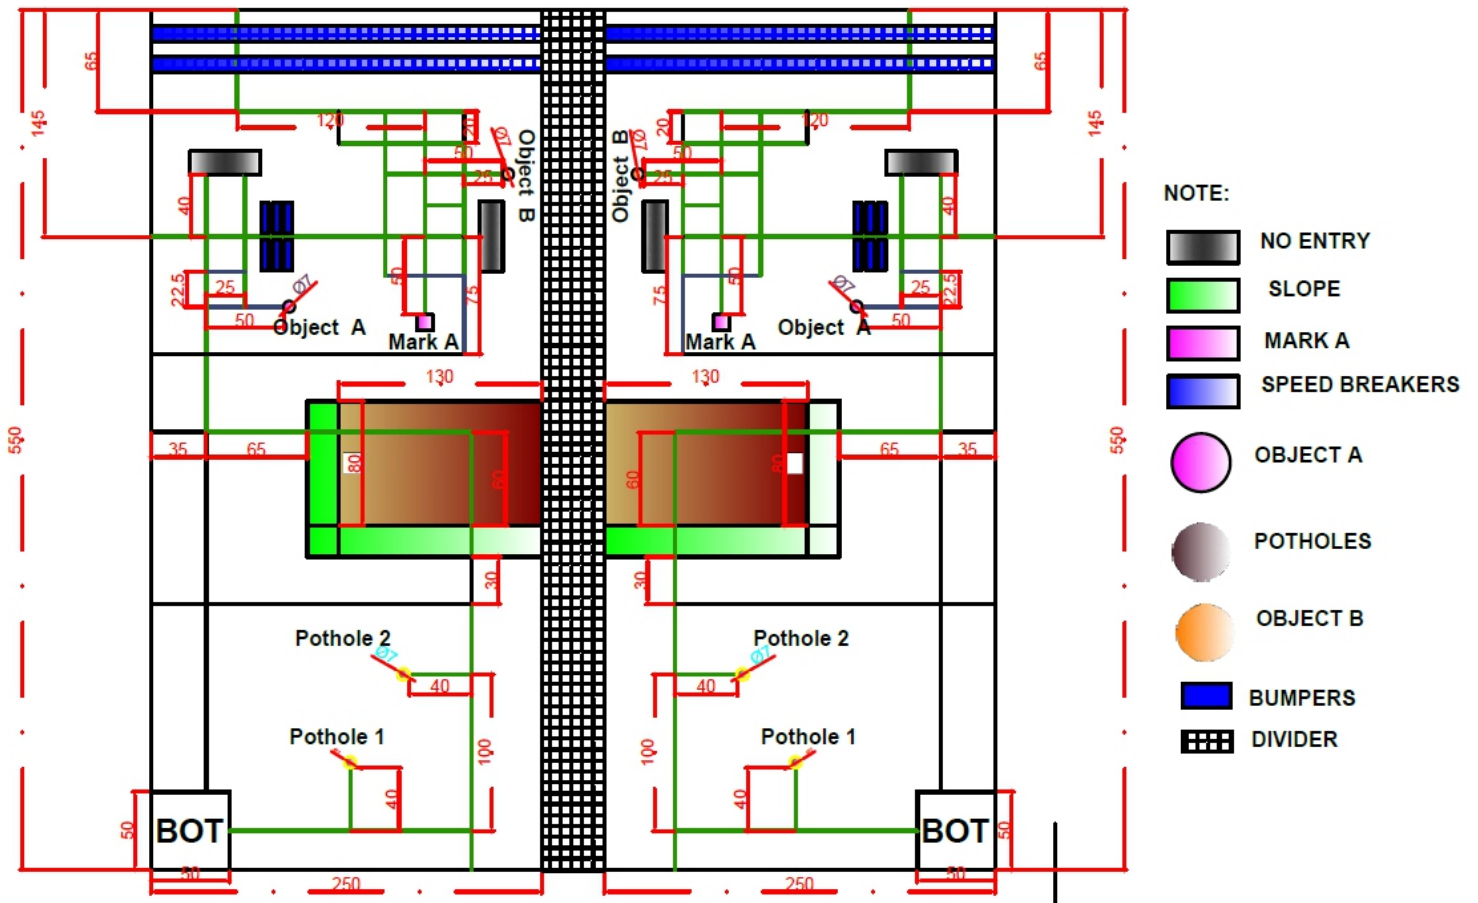 65
145
120
20
Ø7
50
25
Object B
40
22.5
25
50
Ø7
Object A
50
75
Mark A
Object B
Ø7
20
50
25
120
65
145
40
22.5
25
50
Ø7
Object A
50
75
Mark A
130
130
550
35
65
80
60
30
60
80
65
35
30
550
Pothole 2
Ø7
40
Pothole 1
40
100
Pothole 2
Ø7
40
Pothole 1
40
100
BOT
50
50
250
BOT
50
50
250
NOTE:
NO ENTRY
SLOPE
MARK A
SPEED BREAKERS
OBJECT A
POTHOLES
OBJECT B
BUMPERS
DIVIDER